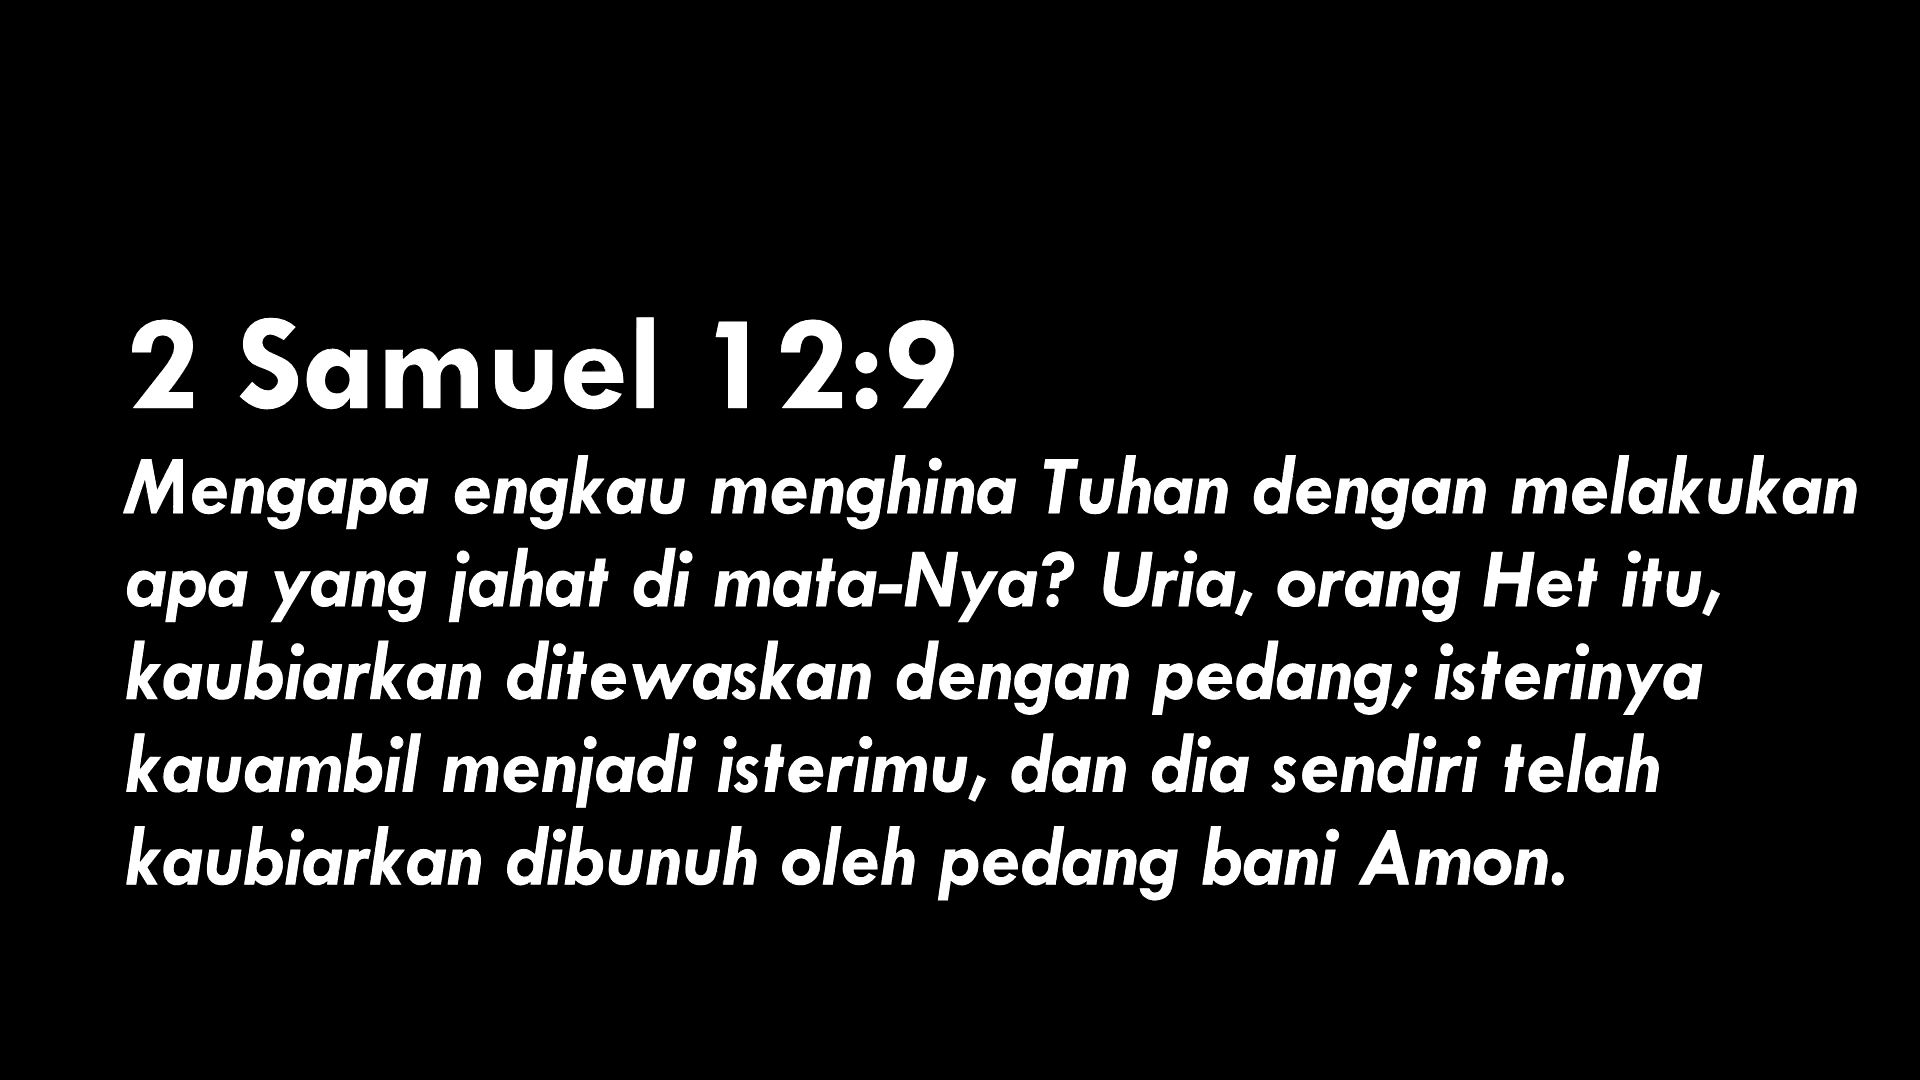 2 Samuel 12:9
Mengapa engkau menghina Tuhan dengan melakukan
apa yang jahat di mata-Nya? Uria, orang Het itu,
kaubiarkan ditewaskan dengan pedang; isterinya
kauambil menjadi isterimu, dan dia sendiri telah
kaubiarkan dibunuh oleh pedang bani Amon.